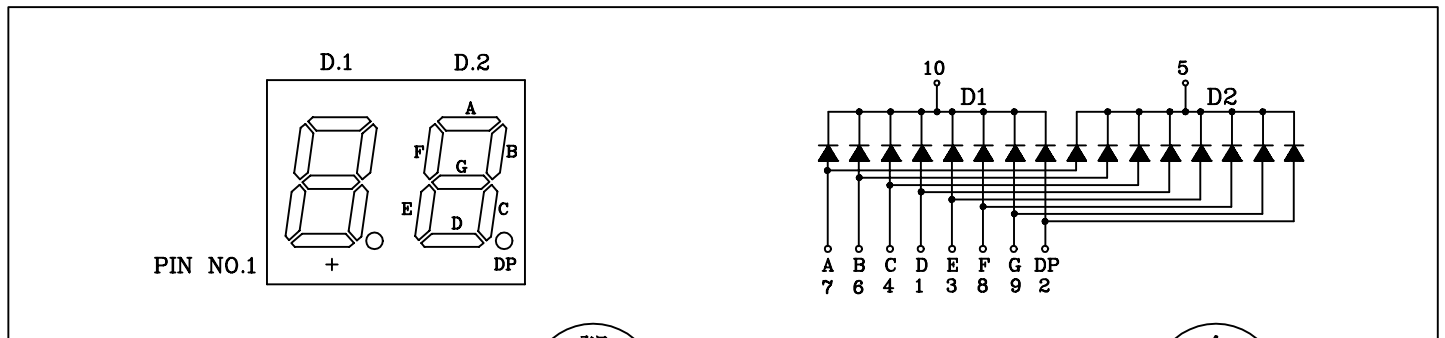 D.1 D.2
A
F B
G
E C
D
PIN NO.1 + DP
10 5
D1 D2
A B C D E F G DP
7 6 4 1 3 8 9 2